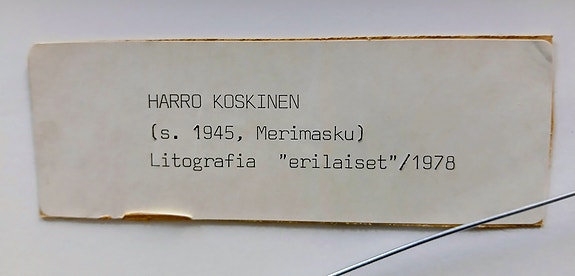 HARRO KOSKINEN
(s. 1945, Merimasku)
Litografia "erilaiset"/1978